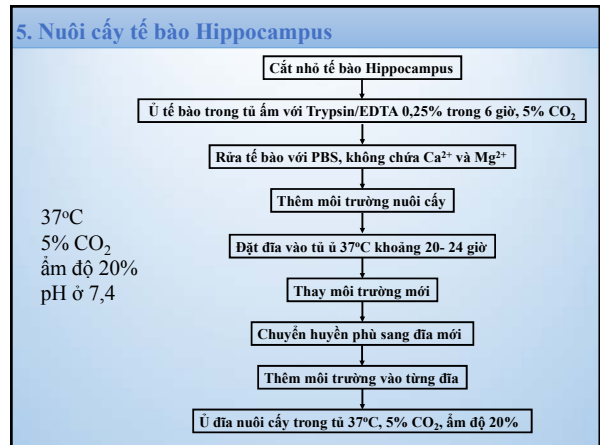 5. Nuôi cấy tế bào Hippocampus
Cắt nhỏ tế bào Hippocampus
Ủ tế bào trong tủ ấm với Trypsin/EDTA 0,25% trong 6 giờ, 5% CO₂
Rửa tế bào với PBS, không chứa Ca²⁺ và Mg²⁺
Thêm môi trường nuôi cấy
Đặt đĩa vào tủ ủ 37ºC khoảng 20- 24 giờ
Thay môi trường mới
Chuyển huyền phù sang đĩa mới
Thêm môi trường vào từng đĩa
Ủ đĩa nuôi cấy trong tủ 37ºC, 5% CO₂, ẩm độ 20%
37ºC
5% CO₂
ẩm độ 20%
pH ở 7,4